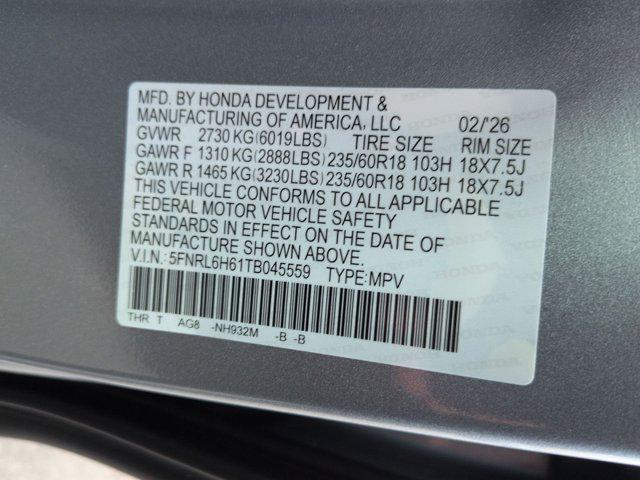 MFD. BY HONDA DEVELOPMENT &
MANUFACTURING OF AMERICA, LLC 02/'26
GVWR 2730 KG(6019LBS) TIRE SIZE RIM SIZE
GAWR F 1310 KG(2888LBS) 235/60R18 103H 18X7.5J
GAWR R 1465 KG(3230LBS) 235/60R18 103H 18X7.5J
THIS VEHICLE CONFORMS TO ALL APPLICABLE
FEDERAL MOTOR VEHICLE SAFETY
STANDARDS IN EFFECT ON THE DATE OF
MANUFACTURE SHOWN ABOVE.
V.I.N.: 5FNRL6H61TB045559 TYPE:MPV
THR T AG8 -NH932M -B -B